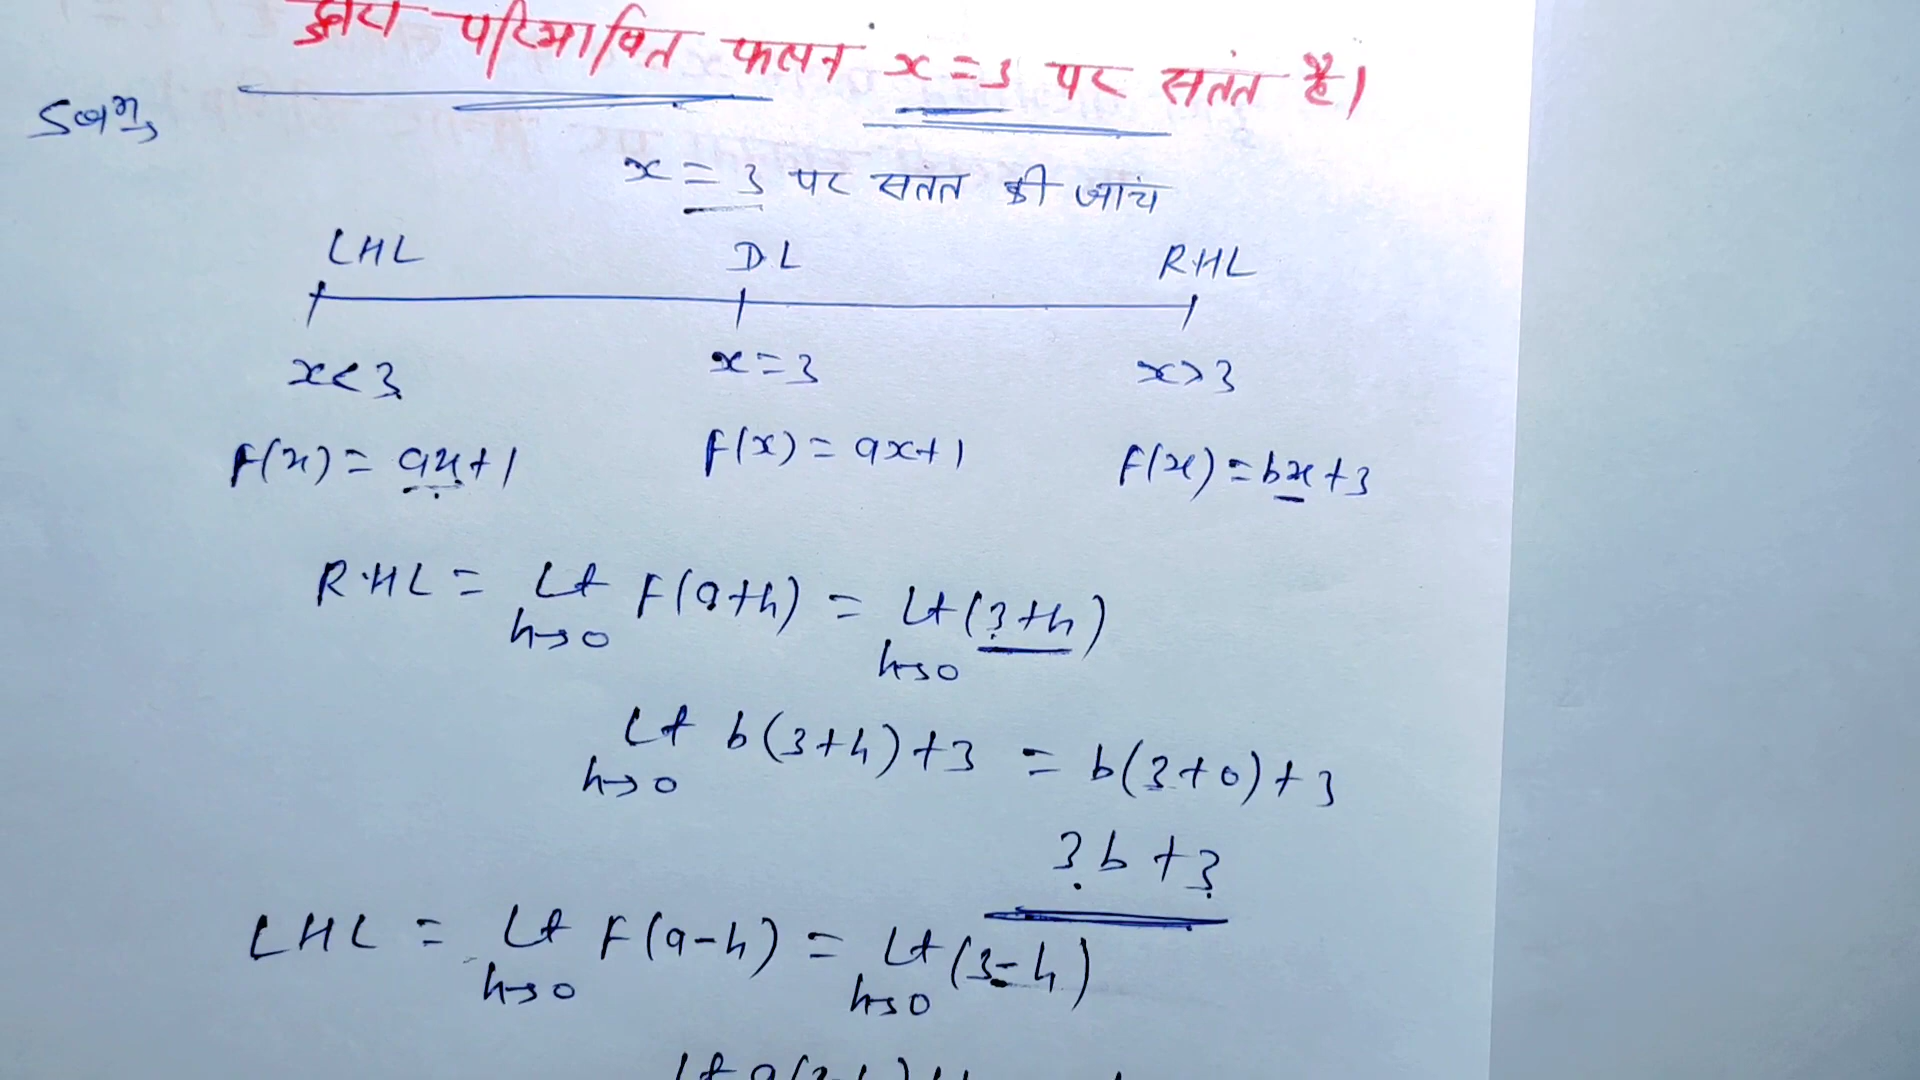 द्वारा परिभाषित फलन x=3 पर सतत है।
Solⁿ,
x=3 पर सतत की जांच
LHL DL RHL
x<3 x=3 x>3
F(x)= ax+1 F(x)= ax+1 F(x)=bx+3
R.HL = Lt h→0 F(a+h) = Lt h→0 (3+h)
Lt h→0 b(3+h)+3 = b(3+0)+3
3b+3
LHL = Lt h→0 F(a-h) = Lt h→0 (3-h)